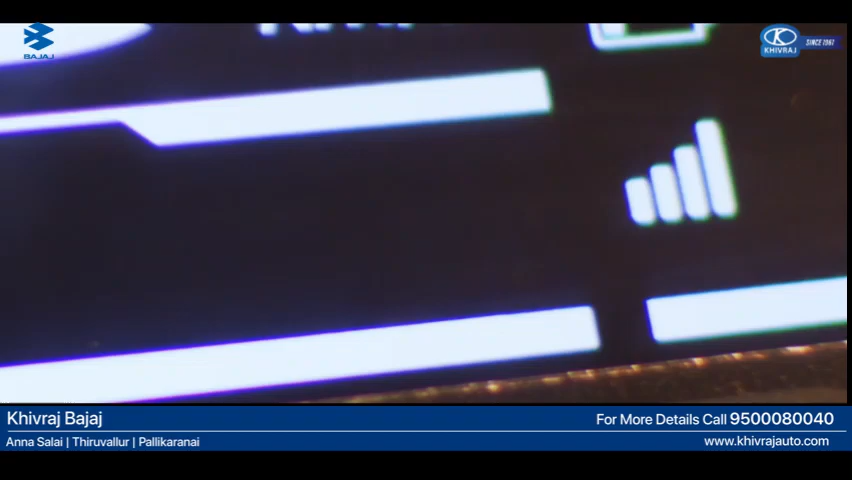 BAJAJ
KHIVRAJ
SINCE 1967
Khivraj Bajaj
For More Details Call 9500080040
Anna Salai | Thiruvallur | Pallikaranai
www.khivrajauto.com